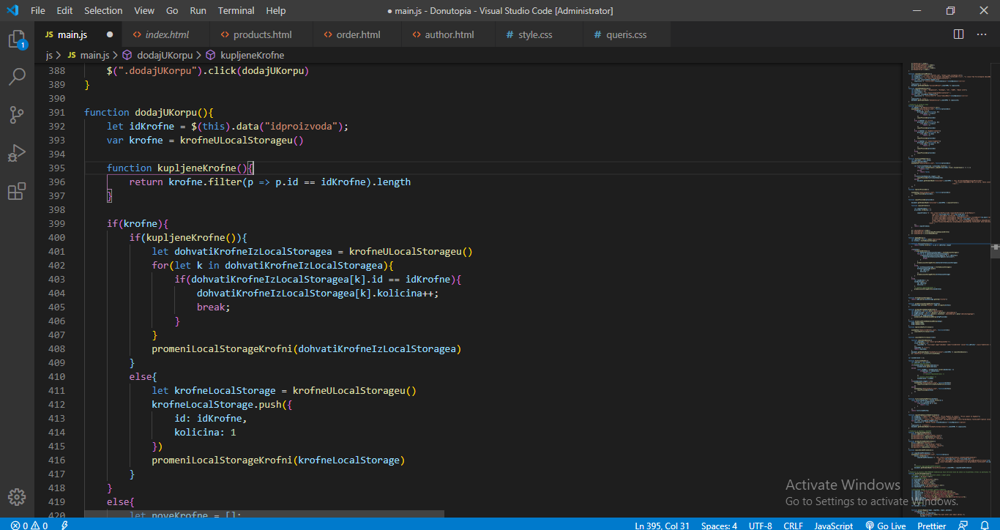 File Edit Selection View Go Run Terminal Help ● main.js - Donutopia - Visual Studio Code [Administrator]
JS main.js ● <> index.html <> products.html <> order.html <> author.html # style.css # queris.css ...
js > JS main.js > dodajUKorpu > kupljeneKrofne
1
388 $(".dodajUKorpu").click(dodajUKorpu)
389 }
390
391 function dodajUKorpu(){
392 let idKrofne = $(this).data("idproizvoda");
393 var krofne = krofneULocalStorageu()
394
395 function kupljeneKrofne(){
396 return krofne.filter(p => p.id == idKrofne).length
397 }
398
399 if(krofne){
400 if(kupljeneKrofne()){
401 let dohvatiKrofneIzLocalStoragea = krofneULocalStorageu()
402 for(let k in dohvatiKrofneIzLocalStoragea){
403 if(dohvatiKrofneIzLocalStoragea[k].id == idKrofne){
404 dohvatiKrofneIzLocalStoragea[k].kolicina++;
405 break;
406 }
407 }
408 promeniLocalStorageKrofni(dohvatiKrofneIzLocalStoragea)
409 }
410 else{
411 let krofneLocalStorage = krofneULocalStorageu()
412 krofneLocalStorage.push({
413 id: idKrofne,
414 kolicina: 1
415 })
416 promeniLocalStorageKrofni(krofneLocalStorage)
417 }
418 }
419 else{
420 let noveKrofne = [];
Activate Windows
Go to Settings to activate Windows.
0 0 Ln 395, Col 31 Spaces: 4 UTF-8 CRLF JavaScript Go Live Prettier